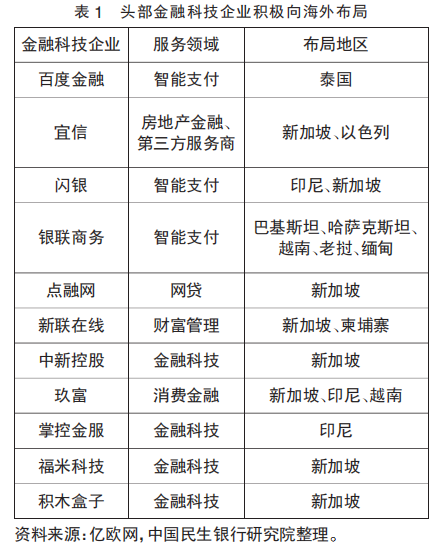 表 1 头部金融科技企业积极向海外布局
金融科技企业 服务领域 布局地区
百度金融 智能支付 泰国
宜信 房地产金融、第三方服务商 新加坡、以色列
闪银 智能支付 印尼、新加坡
银联商务 智能支付 巴基斯坦、哈萨克斯坦、越南、老挝、缅甸
点融网 网贷 新加坡
新联在线 财富管理 新加坡、柬埔寨
中新控股 金融科技 新加坡
玖富 消费金融 新加坡、印尼、越南
掌控金服 金融科技 印尼
福米科技 金融科技 新加坡
积木盒子 金融科技 新加坡
资料来源:亿欧网,中国民生银行研究院整理。